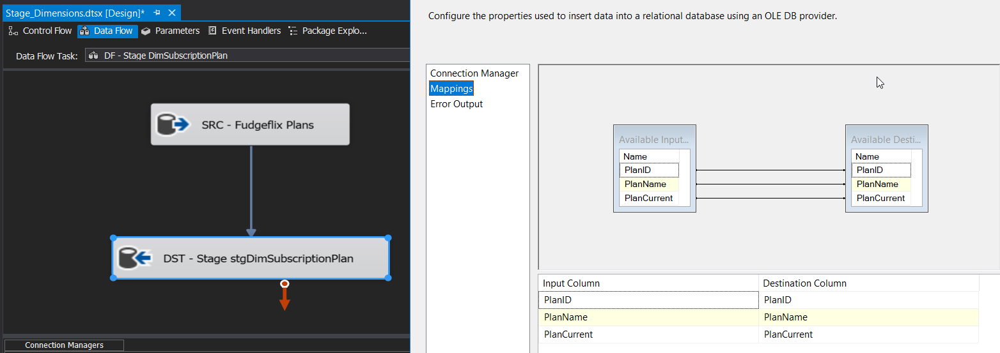 Stage_Dimensions.dtsx [Design]*
Control Flow Data Flow Parameters Event Handlers Package Explo...
Data Flow Task: DF - Stage DimSubscriptionPlan
SRC - Fudgeflix Plans
DST - Stage stgDimSubscriptionPlan
Connection Managers
Configure the properties used to insert data into a relational database using an OLE DB provider.
Connection Manager
Mappings
Error Output
Available Input...
Name
PlanID
PlanName
PlanCurrent
Available Desti...
Name
PlanID
PlanName
PlanCurrent
Input Column Destination Column
PlanID PlanID
PlanName PlanName
PlanCurrent PlanCurrent